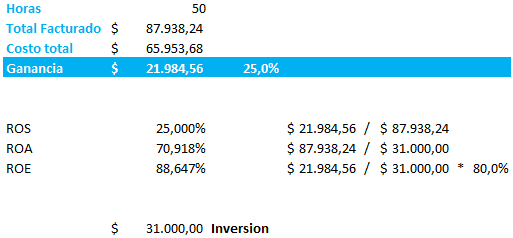 Horas 50
Total Facturado $ 87.938,24
Costo total $ 65.953,68
Ganancia $ 21.984,56 25,0%
ROS 25,000% $ 21.984,56 / $ 87.938,24
ROA 70,918% $ 87.938,24 / $ 31.000,00
ROE 88,647% $ 21.984,56 / $ 31.000,00 * 80,0%
$ 31.000,00 Inversion